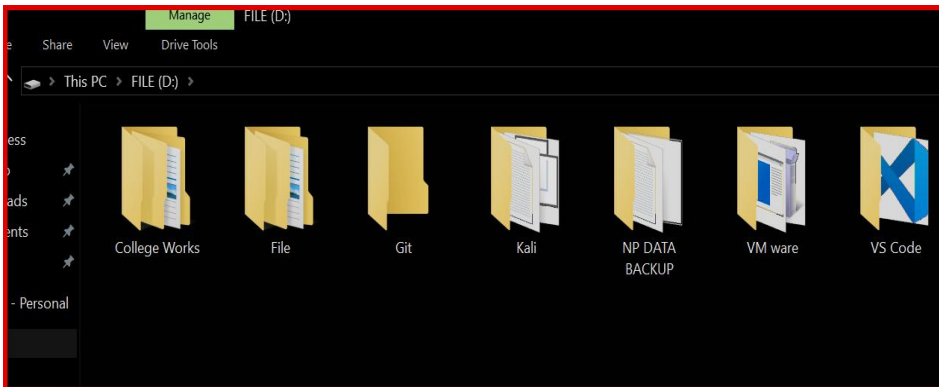 Manage FILE (D:)
e Share View Drive Tools
This PC > FILE (D:) >
ess
ads
ents
- Personal
College Works File Git Kali NP DATA BACKUP VM ware VS Code